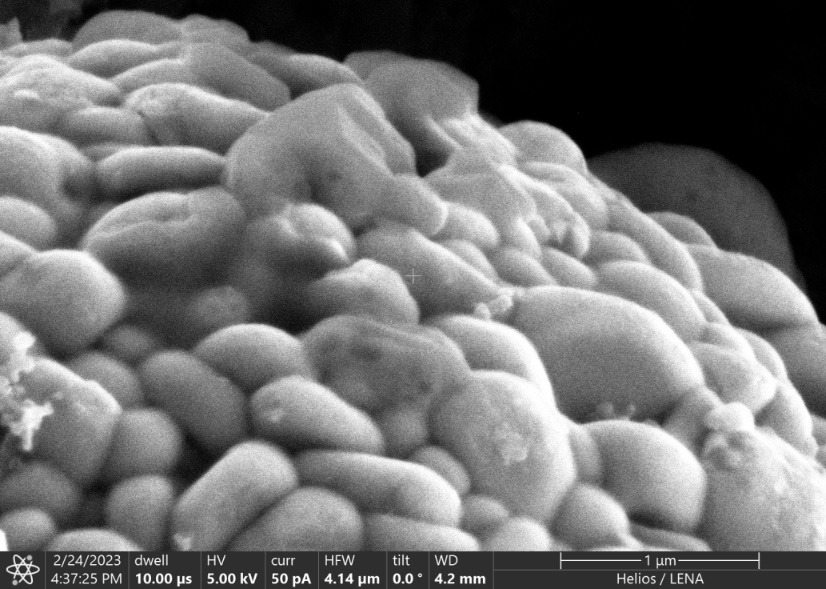 2/24/2023 dwell HV curr HFW tilt WD 1 µm
4:37:25 PM 10.00 µs 5.00 kV 50 pA 4.14 µm 0.0 ° 4.2 mm Helios / LENA